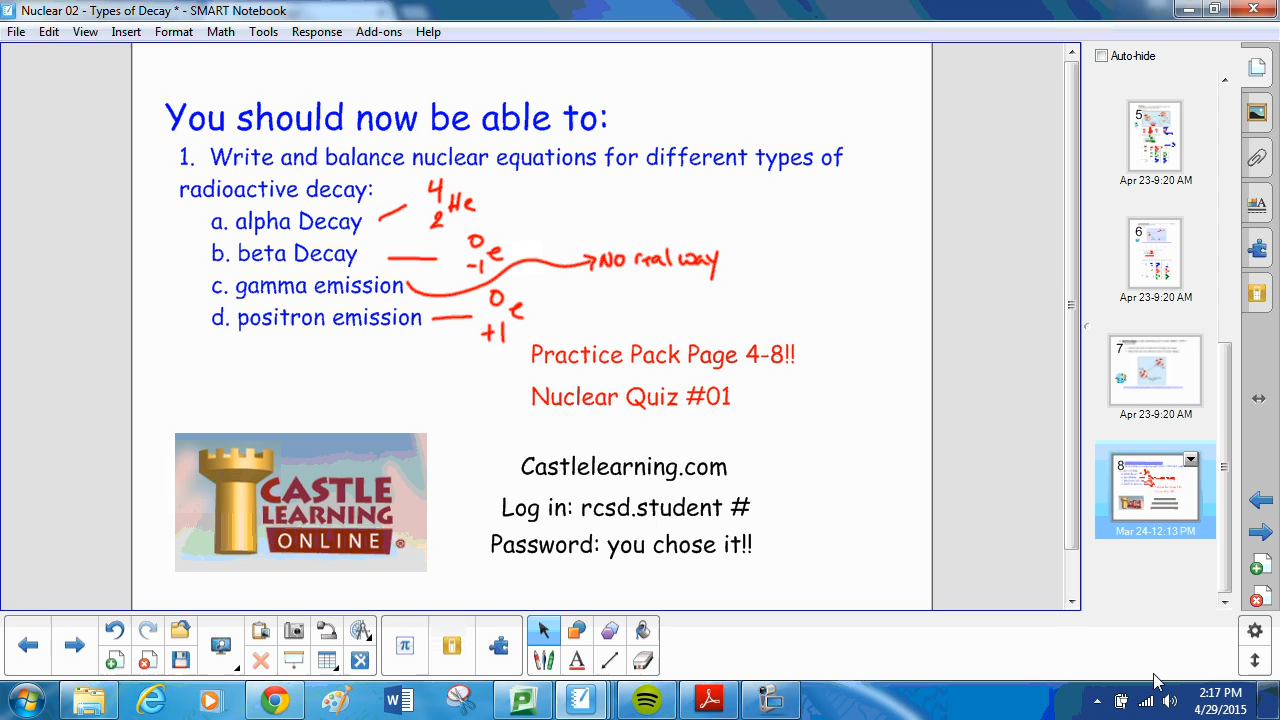 Nuclear 02 - Types of Decay * - SMART Notebook
File Edit View Insert Format Math Tools Response Add-ons Help
You should now be able to:
1. Write and balance nuclear equations for different types of
radioactive decay:
a. alpha Decay
4
2
He
b. beta Decay
0
-1
e
No real way
c. gamma emission
d. positron emission
0
+1
e
Practice Pack Page 4-8!!
Nuclear Quiz #01
CASTLE
LEARNING
ONLINE
Castlelearning.com
Log in: rcsd.student #
Password: you chose it!!
Auto-hide
5
Apr 23-9:20 AM
6
Apr 23-9:20 AM
7
Apr 23-9:20 AM
8
Mar 24-12:13 PM
2:17 PM
4/29/2015